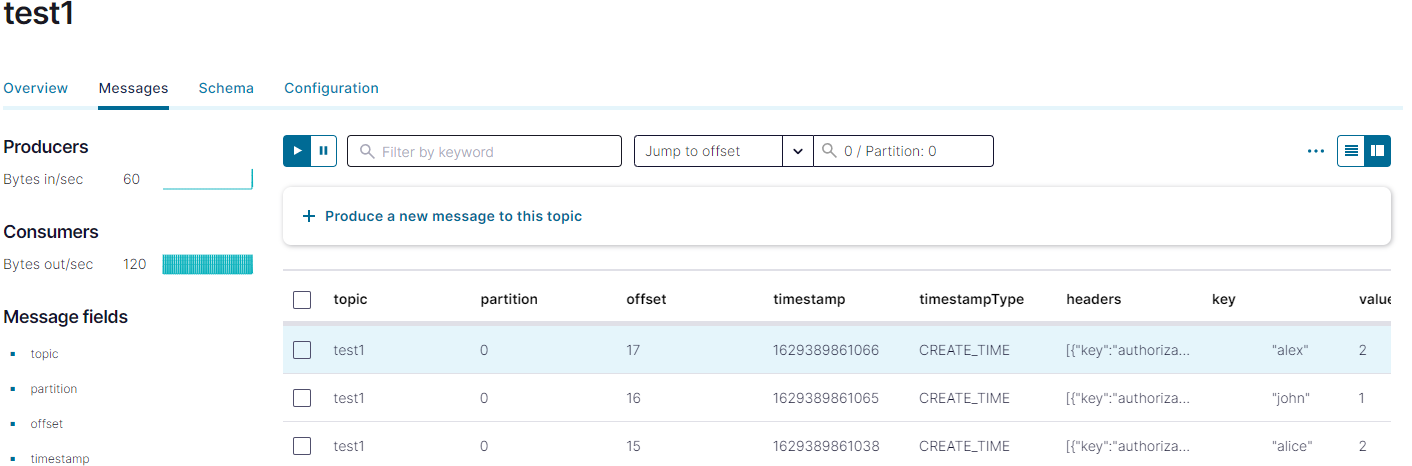 test1
Overview Messages Schema Configuration
Producers
Bytes in/sec 60
Consumers
Bytes out/sec 120
Message fields
topic
partition
offset
timestamp
Filter by keyword Jump to offset 0 / Partition: 0
+ Produce a new message to this topic
topic partition offset timestamp timestampType headers key value
test1 0 17 1629389861066 CREATE_TIME [{"key":"authoriza... "alex" 2
test1 0 16 1629389861065 CREATE_TIME [{"key":"authoriza... "john" 1
test1 0 15 1629389861038 CREATE_TIME [{"key":"authoriza... "alice" 2